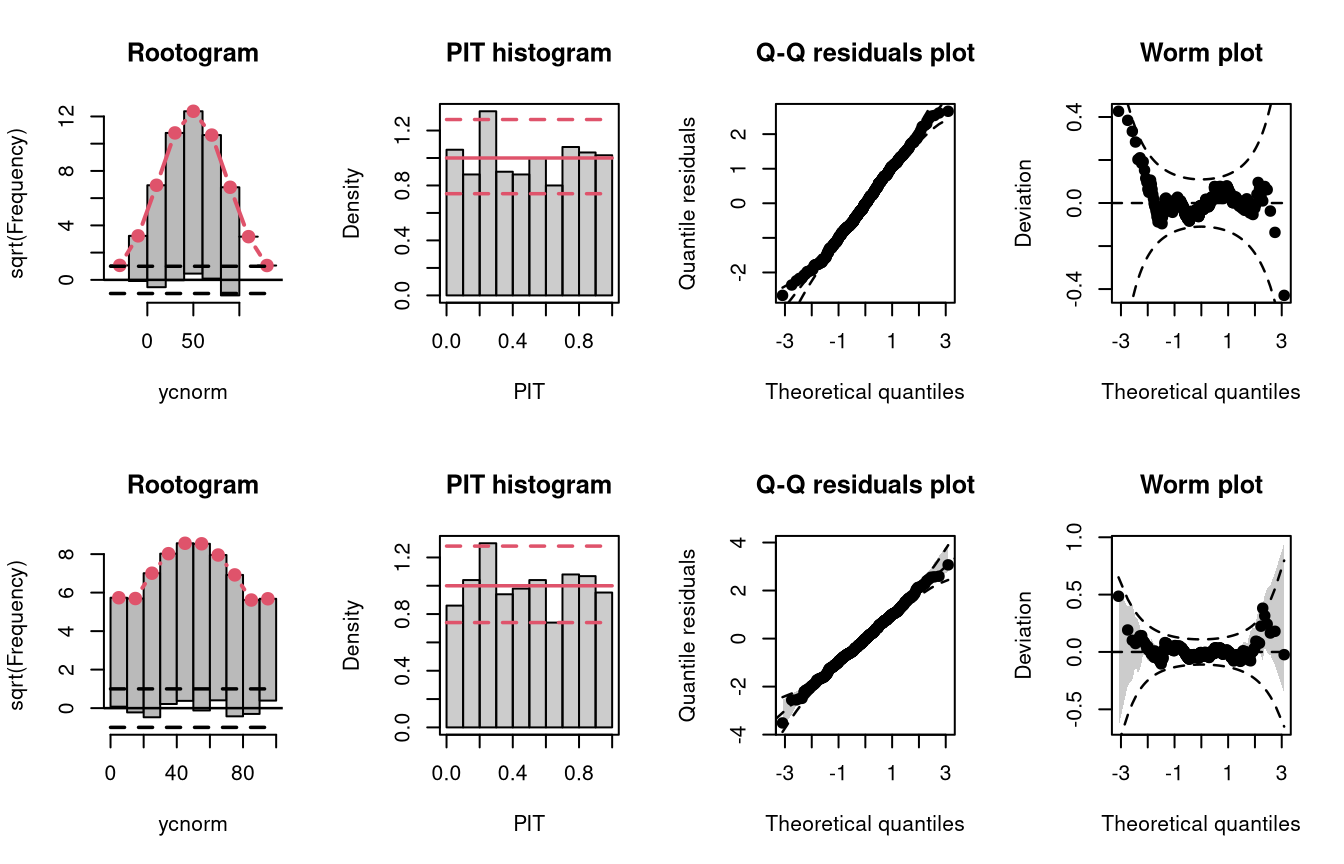 Rootogram
sqrt(Frequency)
12
8
4
0
0 50
ycnorm
PIT histogram
Density
1.2
0.8
0.4
0.0
0.0 0.4 0.8
PIT
Q-Q residuals plot
Quantile residuals
2
1
0
-2
-3 -1 1 3
Theoretical quantiles
Worm plot
Deviation
0.4
0.0
-0.4
-3 -1 1 3
Theoretical quantiles
Rootogram
sqrt(Frequency)
8
6
4
2
0
0 40 80
ycnorm
PIT histogram
Density
1.2
0.8
0.4
0.0
0.0 0.4 0.8
PIT
Q-Q residuals plot
Quantile residuals
4
2
0
-2
-4
-3 -1 1 3
Theoretical quantiles
Worm plot
Deviation
1.0
0.5
0.0
-0.5
-3 -1 1 3
Theoretical quantiles